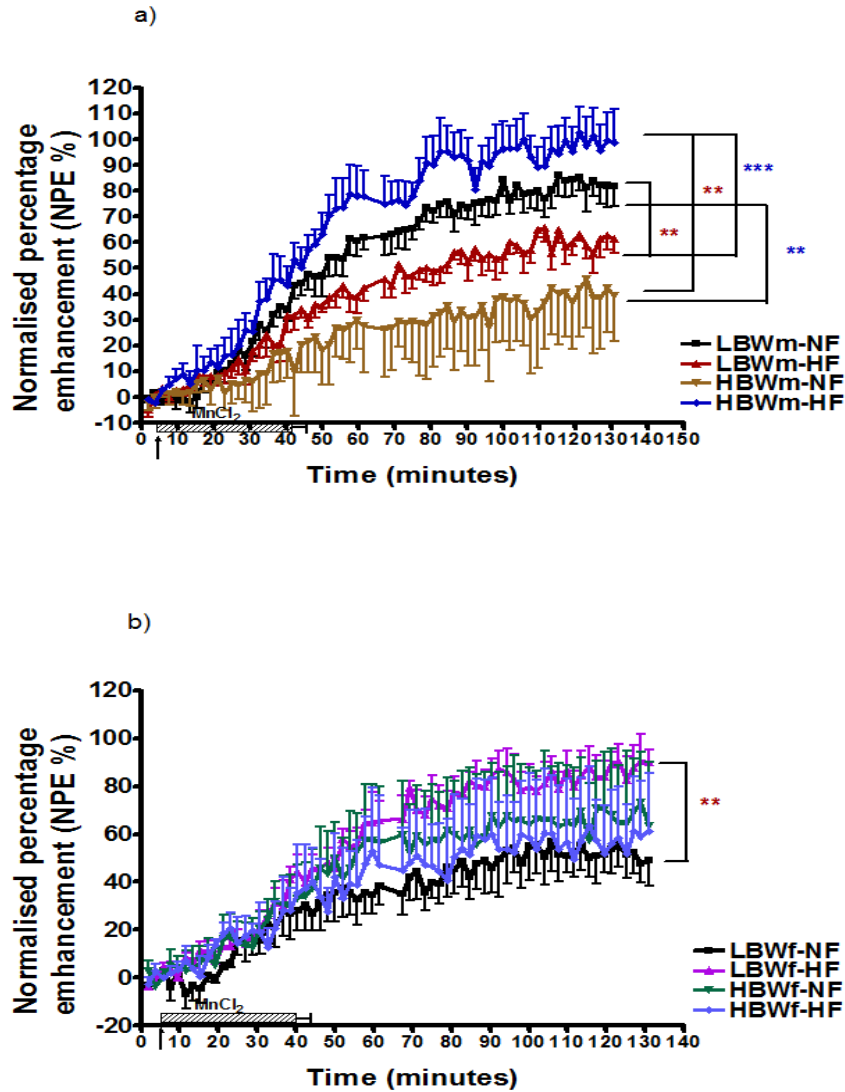 a)
Normalised percentage
emhancement (NPE %)
120
110
100
90
80
70
60
50
40
30
20
10
0
-10
***
**
**
**
LBWm-NF
LBWm-HF
HBWm-NF
HBWm-HF
MnCl2
0 10 20 30 40 50 60 70 80 90 100 110 120 130 140 150
Time (minutes)
b)
Normalised percentage
emhancement (NPE %)
120
100
80
60
40
20
0
-20
**
LBWf-NF
LBWf-HF
HBWf-NF
HBWf-HF
MnCl2
0 10 20 30 40 50 60 70 80 90 100 110 120 130 140
Time (minutes)